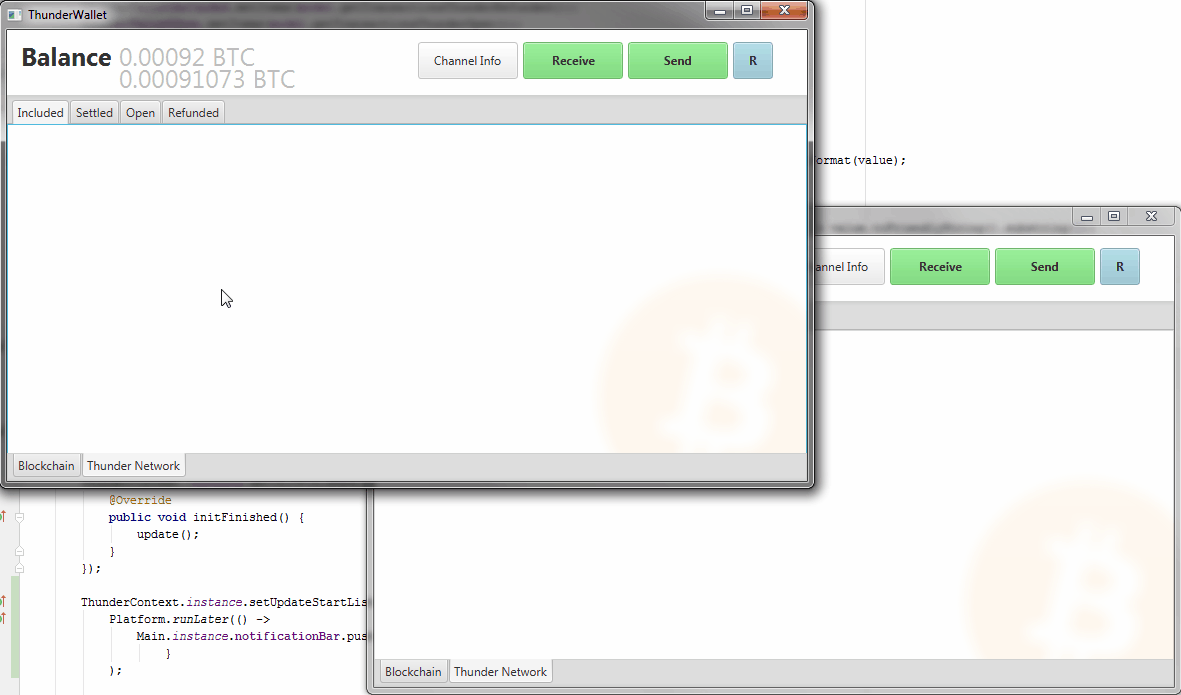 ThunderWallet
Balance 0.00092 BTC
0.00091073 BTC
Channel Info
Receive
Send
R
Included
Settled
Open
Refunded
ormat(value);
annel Info
Receive
Send
R
Blockchain
Thunder Network
@Override
public void initFinished() {
update();
}
});
ThunderContext.instance.setUpdateStartLis
Platform.runLater(() ->
Main.instance.notificationBar.pus
}
);
Blockchain
Thunder Network